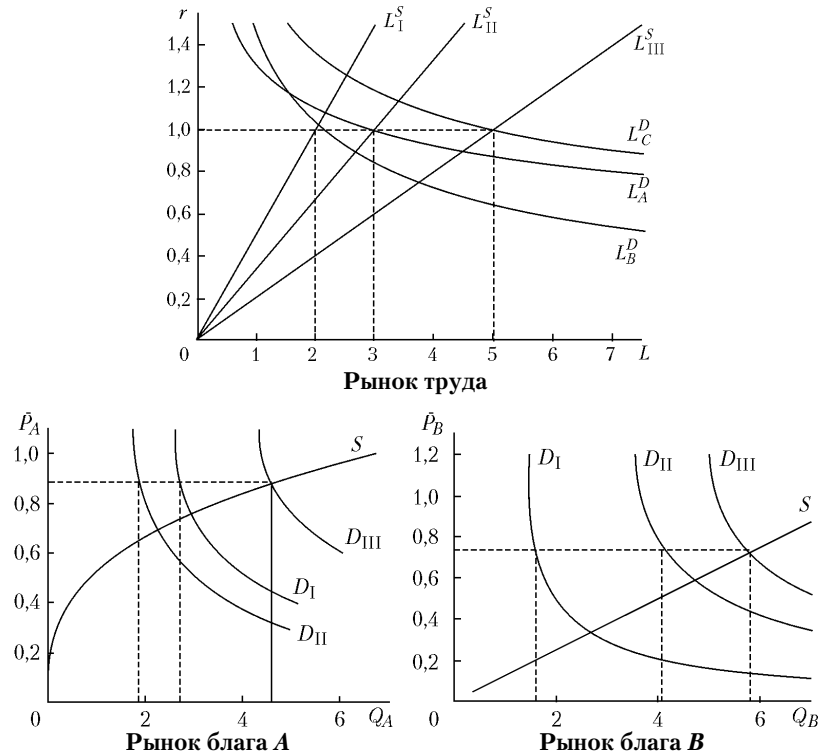 r
1,4
1,2
1,0
0,8
0,6
0,4
0,2
0 1 2 3 4 5 6 7 L
L^S_I
L^S_II
L^S_III
L^D_C
L^D_A
L^D_B
Рынок труда
P̄_A
1,0
0,8
0,6
0,4
0,2
0 2 4 6 Q_A
S
D_III
D_I
D_II
Рынок блага A
P̄_B
1,2
1,0
0,8
0,6
0,4
0,2
0 2 4 6 Q_B
D_I
D_II
D_III
S
Рынок блага B